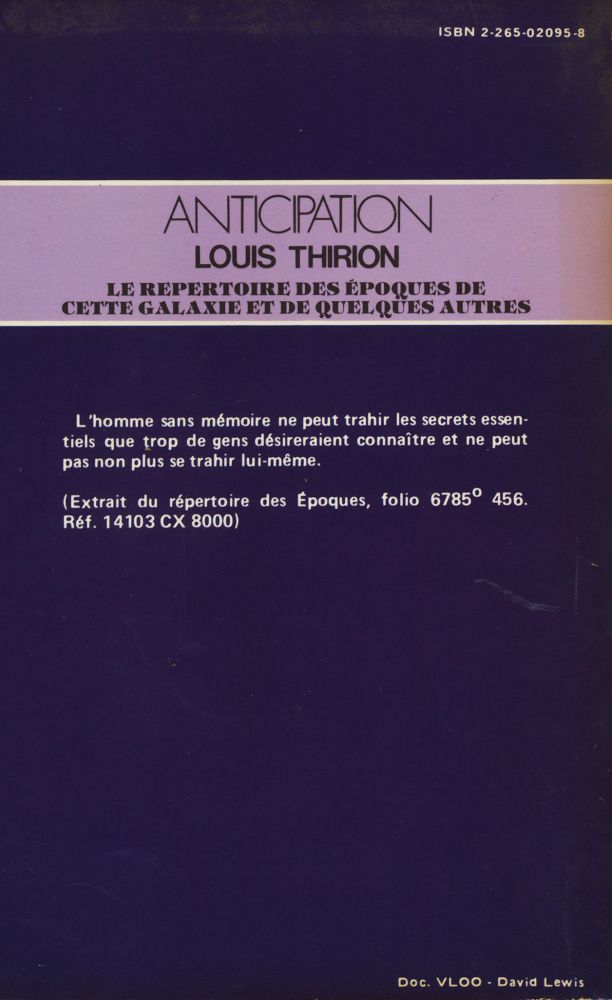 ISBN 2-265-02095-8
ANTICIPATION
LOUIS THIRION
LE REPERTOIRE DES ÉPOQUES DE
CETTE GALAXIE ET DE QUELQUES AUTRES
L'homme sans mémoire ne peut trahir les secrets essen-
tiels que trop de gens désireraient connaître et ne peut
pas non plus se trahir lui-même.
(Extrait du répertoire des Époques, folio 6785º 456.
Réf. 14103 CX 8000)
Doc. VLOO - David Lewis